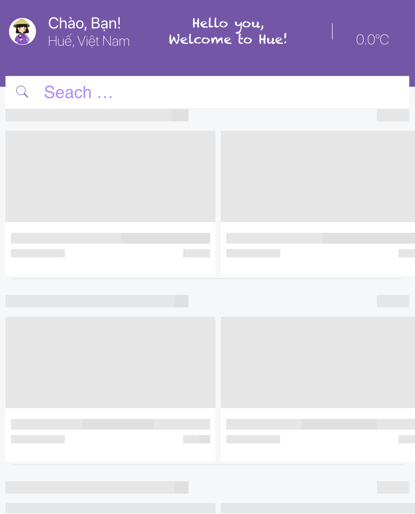 Chào, Bạn!
Huế, Việt Nam
Hello you,
Welcome to Hue!
0.0°C
Seach ...